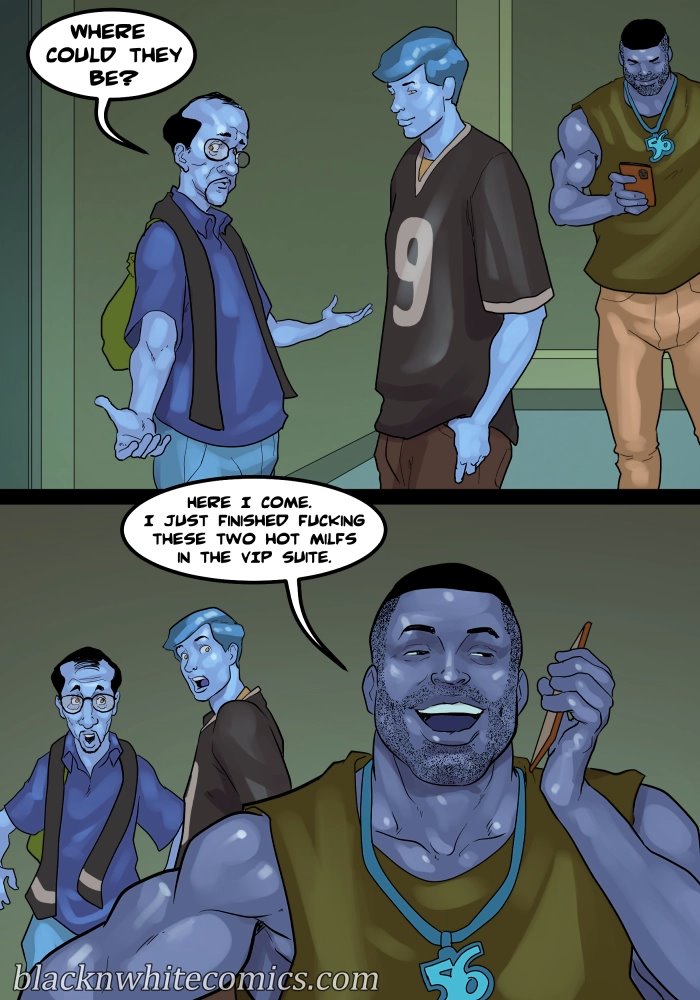 WHERE
COULD THEY
BE?
9
56
HERE I COME.
I JUST FINISHED FUCKING
THESE TWO HOT MILFS
IN THE VIP SUITE.
56
blacknwhitecomics.com